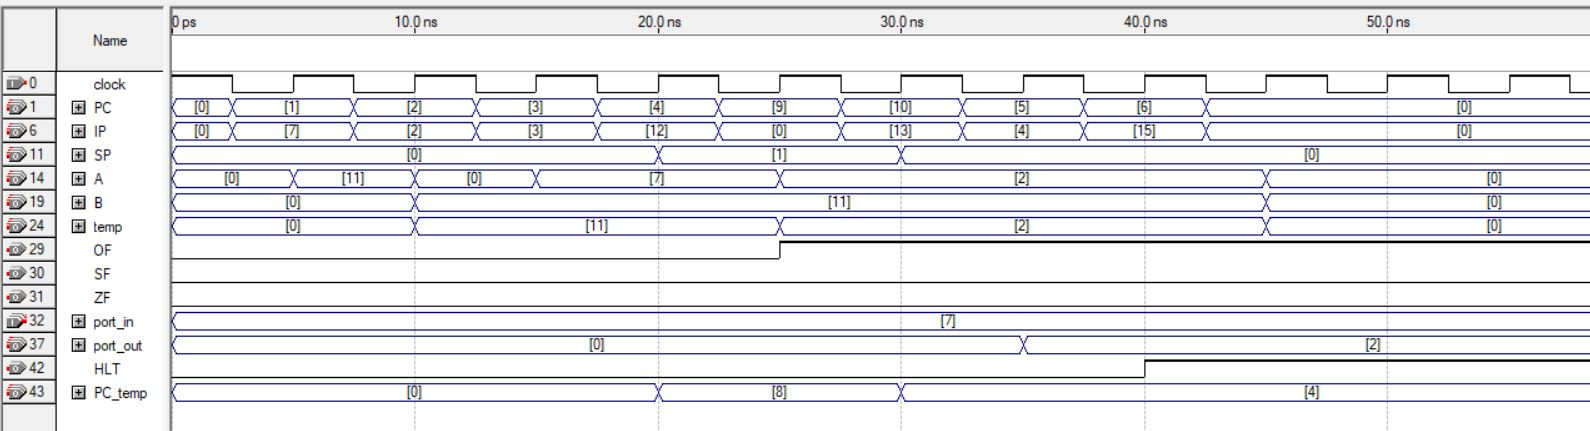 0 ps 10.0 ns 20.0 ns 30.0 ns 40.0 ns 50.0 ns
Name
0 clock
1 PC [0] [1] [2] [3] [4] [9] [10] [5] [6] [0]
6 IP [0] [7] [2] [3] [12] [0] [13] [4] [15] [0]
11 SP [0] [1] [0]
14 A [0] [11] [0] [7] [2] [0]
19 B [0] [11] [0]
24 temp [0] [11] [2] [0]
29 OF
30 SF
31 ZF
32 port_in [7]
37 port_out [0] [2]
42 HLT
43 PC_temp [0] [8] [4]